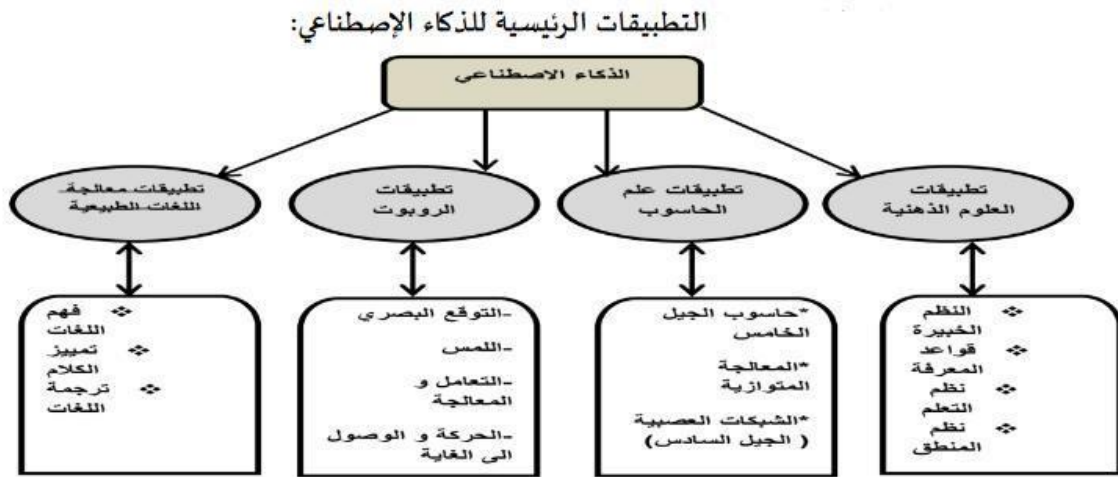 التطبيقات الرئيسية للذكاء الإصطناعي:
الذكاء الاصطناعي
تطبيقات
العلوم الذهنية
تطبيقات علم
الحاسوب
تطبيقات
الروبوت
تطبيقات معالجة
اللغات الطبيعية
❖ النظم
الخبيرة
❖ قواعد
المعرفة
❖ نظم
التعلم
❖ نظم
المنطق
*حاسوب الجيل
الخامس
*المعالجة
المتوازية
*الشبكات العصبية
( الجيل السادس)
-التوقع البصري
-اللمس
-التعامل و
المعالجة
-الحركة و الوصول
الى الغاية
❖ فهم
اللغات
❖ تمييز
الكلام
❖ ترجمة
اللغات